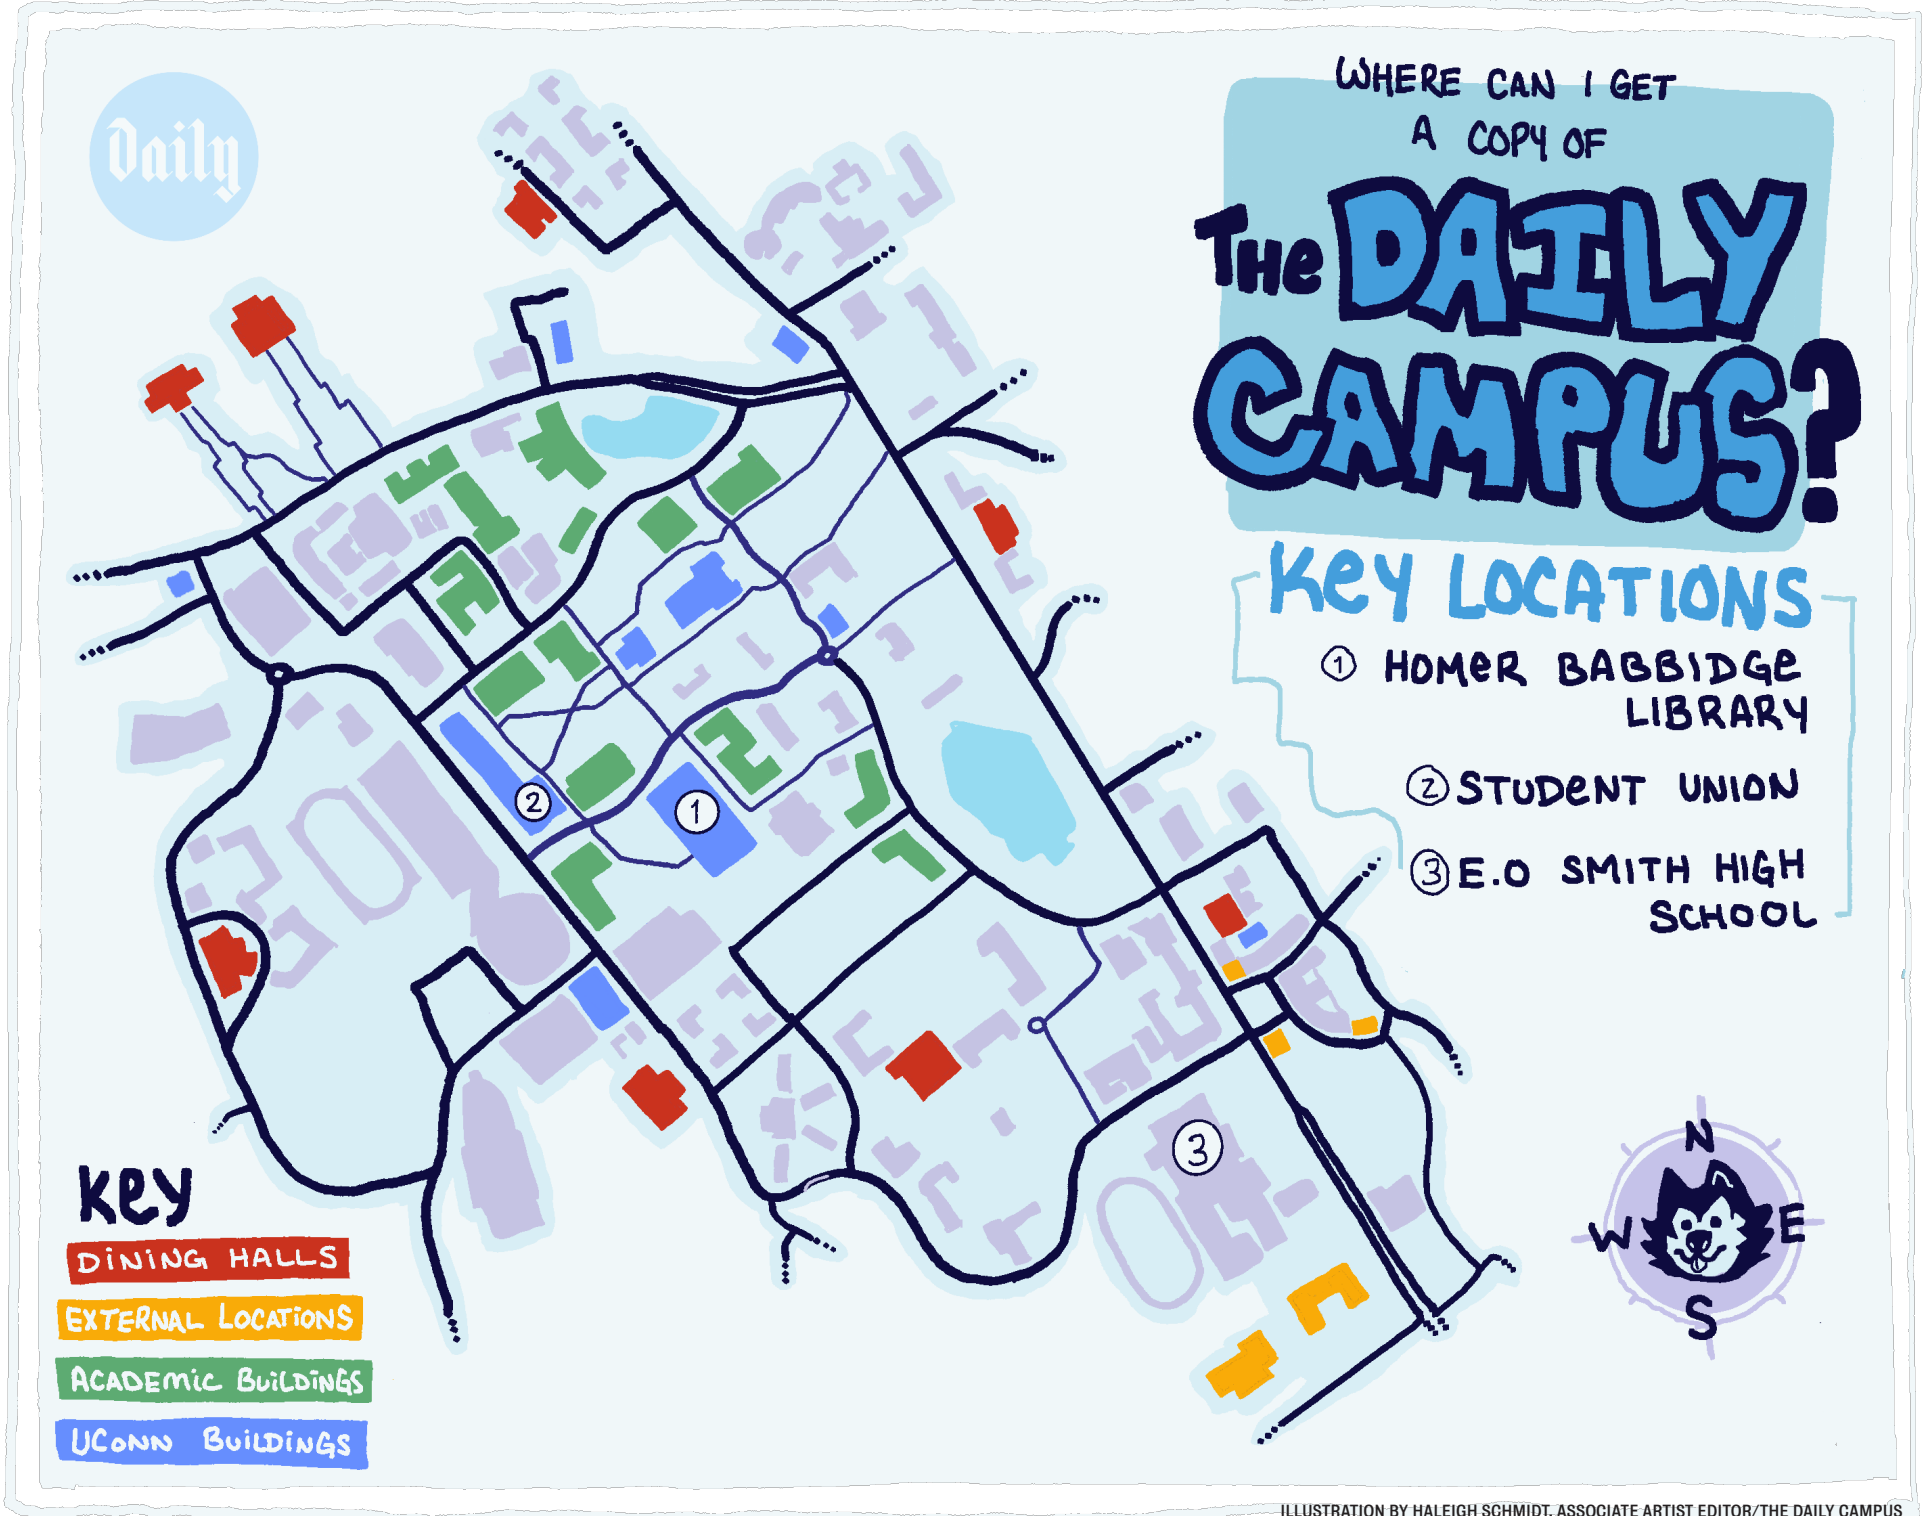 Daily
WHERE CAN I GET
A COPY OF
THe DAILY
CAMPUS?
KeY LOCATIONS
1 HOMeR BABBIDGe
LIBRARY
2 STUDeNT UNION
3 E.O SMITH HIGH
SCHOOL
2
1
3
N
W E
S
Key
DiNiNG HALLS
EXTERNAL LOCATIONS
ACADEMiC BuiLDiNGS
UCoNN BuiLDiNGS
ILLUSTRATION BY HALEIGH SCHMIDT, ASSOCIATE ARTIST EDITOR/THE DAILY CAMPUS